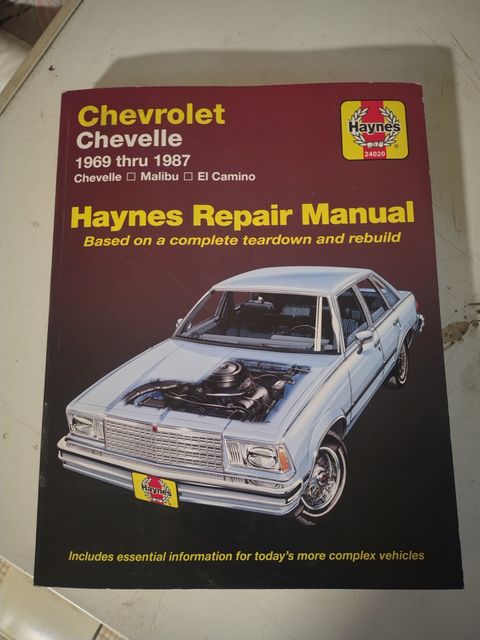 Chevrolet
Chevelle
1969 thru 1987
Chevelle □ Malibu □ El Camino
Haynes
®
24020
Haynes Repair Manual
Based on a complete teardown and rebuild
Haynes
Includes essential information for today's more complex vehicles